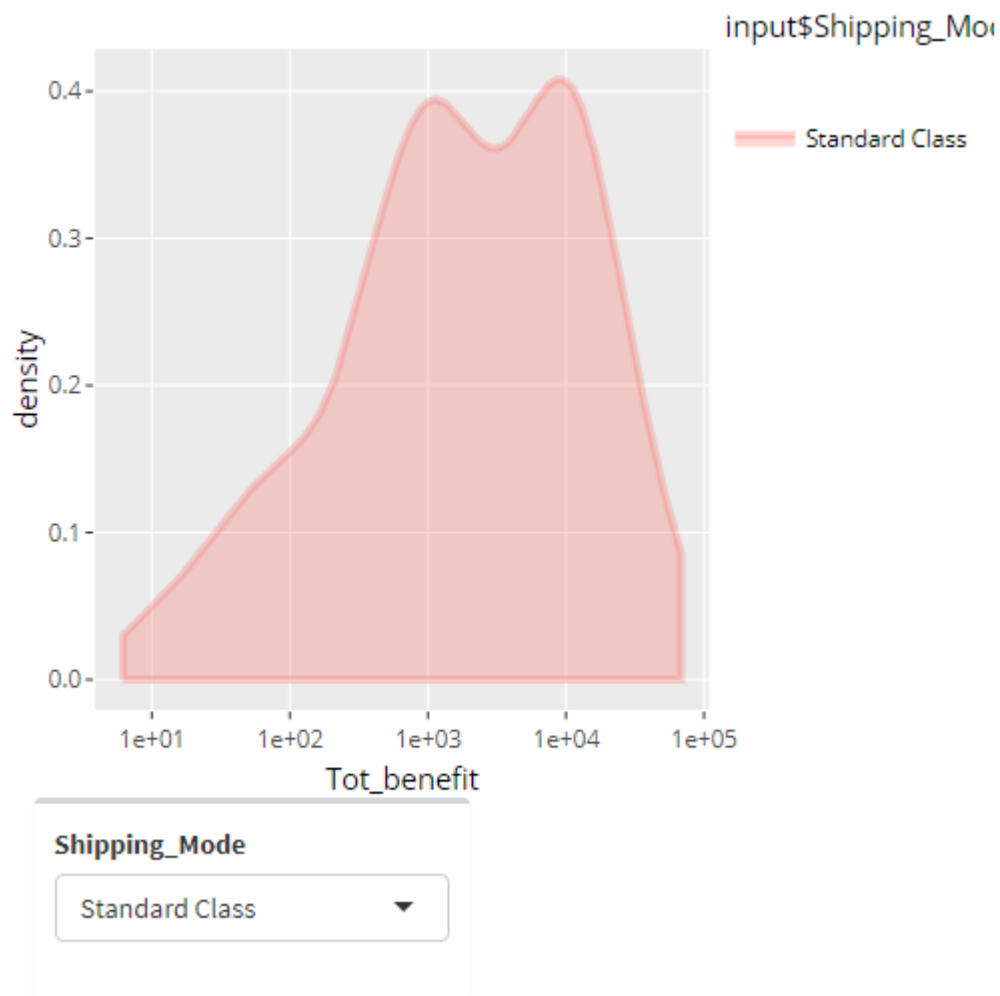 input$Shipping_Mo
Standard Class
0.4
0.3
0.2
0.1
0.0
density
1e+01 1e+02 1e+03 1e+04 1e+05
Tot_benefit
Shipping_Mode
Standard Class